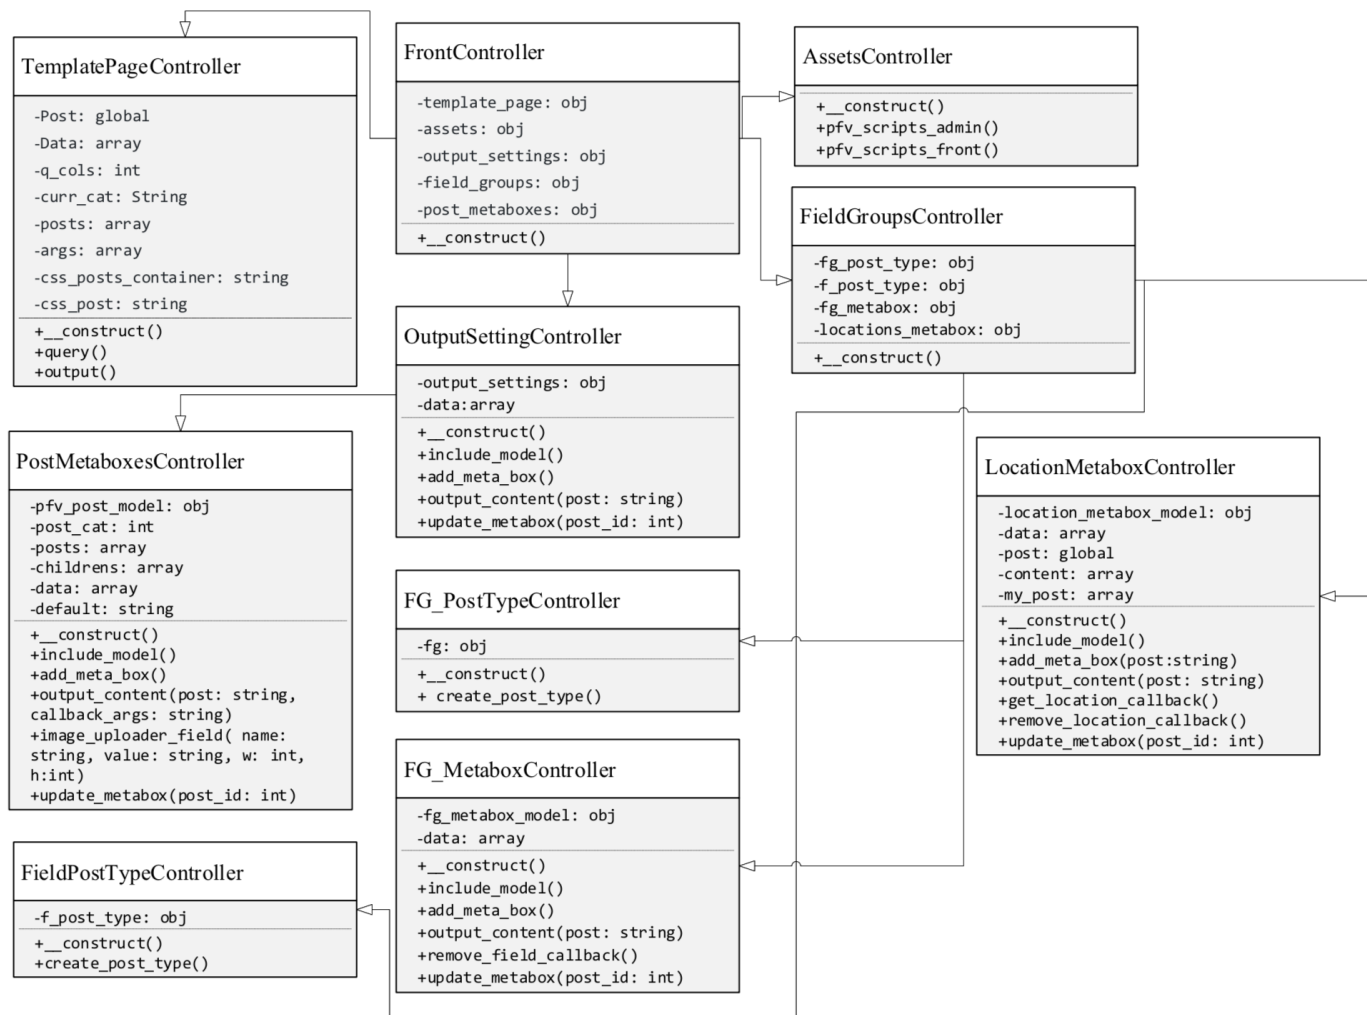 TemplatePageController
-Post: global
-Data: array
-q_cols: int
-curr_cat: String
-posts: array
-args: array
-css_posts_container: string
-css_post: string
+__construct()
+query()
+output()
FrontController
-template_page: obj
-assets: obj
-output_settings: obj
-field_groups: obj
-post_metaboxes: obj
+__construct()
AssetsController
+__construct()
+pfv_scripts_admin()
+pfv_scripts_front()
FieldGroupsController
-fg_post_type: obj
-f_post_type: obj
-fg_metabox: obj
-locations_metabox: obj
+__construct()
OutputSettingController
-output_settings: obj
-data:array
+__construct()
+include_model()
+add_meta_box()
+output_content(post: string)
+update_metabox(post_id: int)
PostMetaboxesController
-pfv_post_model: obj
-post_cat: int
-posts: array
-childrens: array
-data: array
-default: string
+__construct()
+include_model()
+add_meta_box()
+output_content(post: string,
callback_args: string)
+image_uploader_field( name:
string, value: string, w: int,
h:int)
+update_metabox(post_id: int)
LocationMetaboxController
-location_metabox_model: obj
-data: array
-post: global
-content: array
-my_post: array
+__construct()
+include_model()
+add_meta_box(post:string)
+output_content(post: string)
+get_location_callback()
+remove_location_callback()
+update_metabox(post_id: int)
FG_PostTypeController
-fg: obj
+__construct()
+ create_post_type()
FG_MetaboxController
-fg_metabox_model: obj
-data: array
+__construct()
+include_model()
+add_meta_box()
+output_content(post: string)
+remove_field_callback()
+update_metabox(post_id: int)
FieldPostTypeController
-f_post_type: obj
+__construct()
+create_post_type()